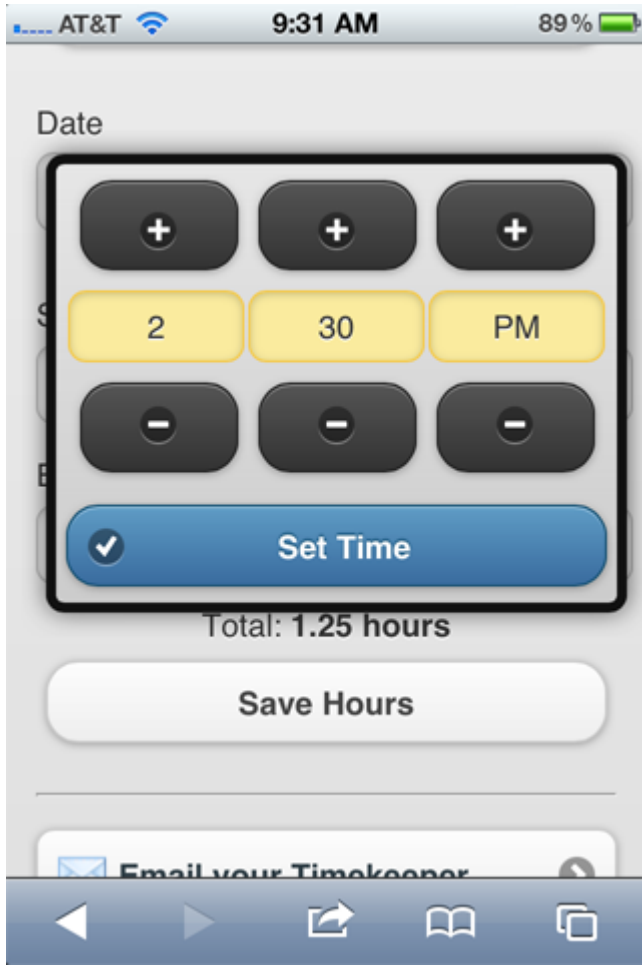 AT&T 9:31 AM 89%
Date
2 30 PM
Set Time
Total: 1.25 hours
Save Hours
Email your Timekeeper